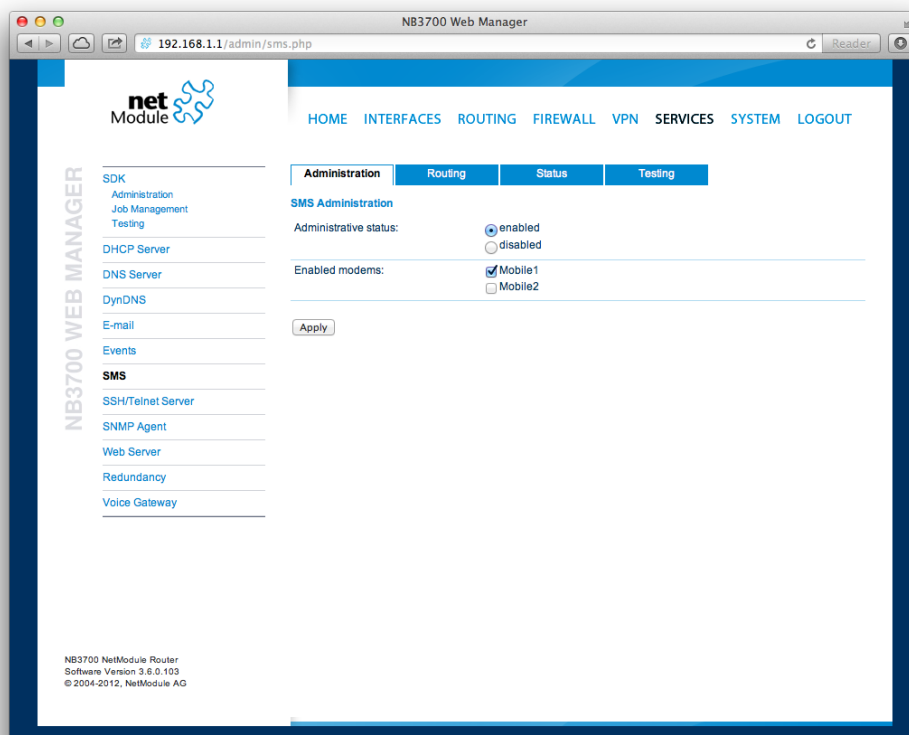 NB3700 Web Manager
192.168.1.1/admin/sms.php
Reader
net
Module
HOME INTERFACES ROUTING FIREWALL VPN SERVICES SYSTEM LOGOUT
NB3700 WEB MANAGER
SDK
Administration
Job Management
Testing
DHCP Server
DNS Server
DynDNS
E-mail
Events
SMS
SSH/Telnet Server
SNMP Agent
Web Server
Redundancy
Voice Gateway
Administration Routing Status Testing
SMS Administration
Administrative status: enabled
disabled
Enabled modems: Mobile1
Mobile2
Apply
NB3700 NetModule Router
Software Version 3.6.0.103
© 2004-2012, NetModule AG